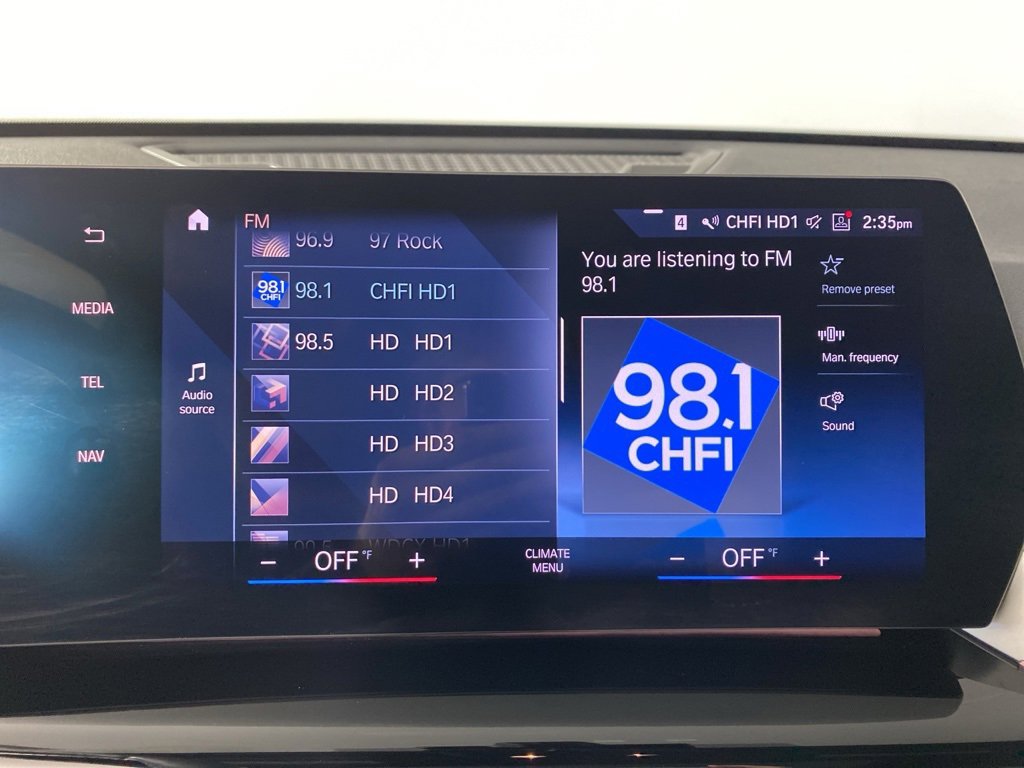 MEDIA
TEL
NAV
Audio
source
FM
96.9 97 Rock
98.1
CHFI
98.1 CHFI HD1
98.5 HD HD1
HD HD2
HD HD3
HD HD4
4 CHFI HD1 2:35pm
You are listening to FM
98.1
98.1
CHFI
Remove preset
Man. frequency
Sound
− OFF °F +
CLIMATE
MENU
− OFF °F +